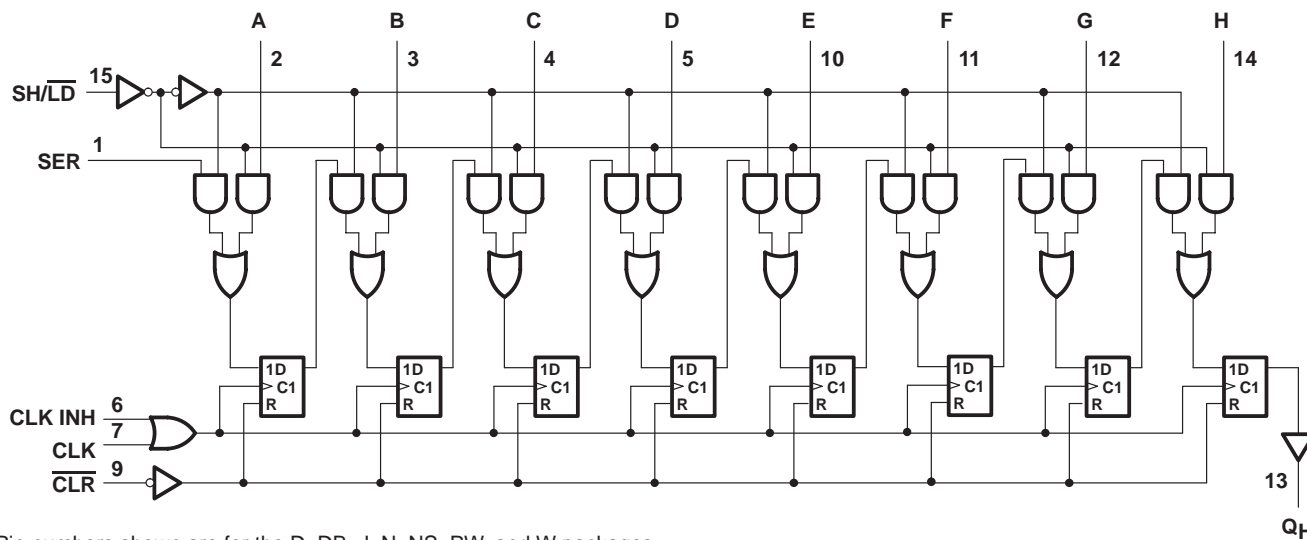 A B C D E F G H
2 3 4 5 10 11 12 14
15
SH/LD
1
SER
1D 1D 1D 1D 1D 1D 1D 1D
C1 C1 C1 C1 C1 C1 C1 C1
R R R R R R R R
6
CLK INH
7
CLK
9
CLR
13
QH